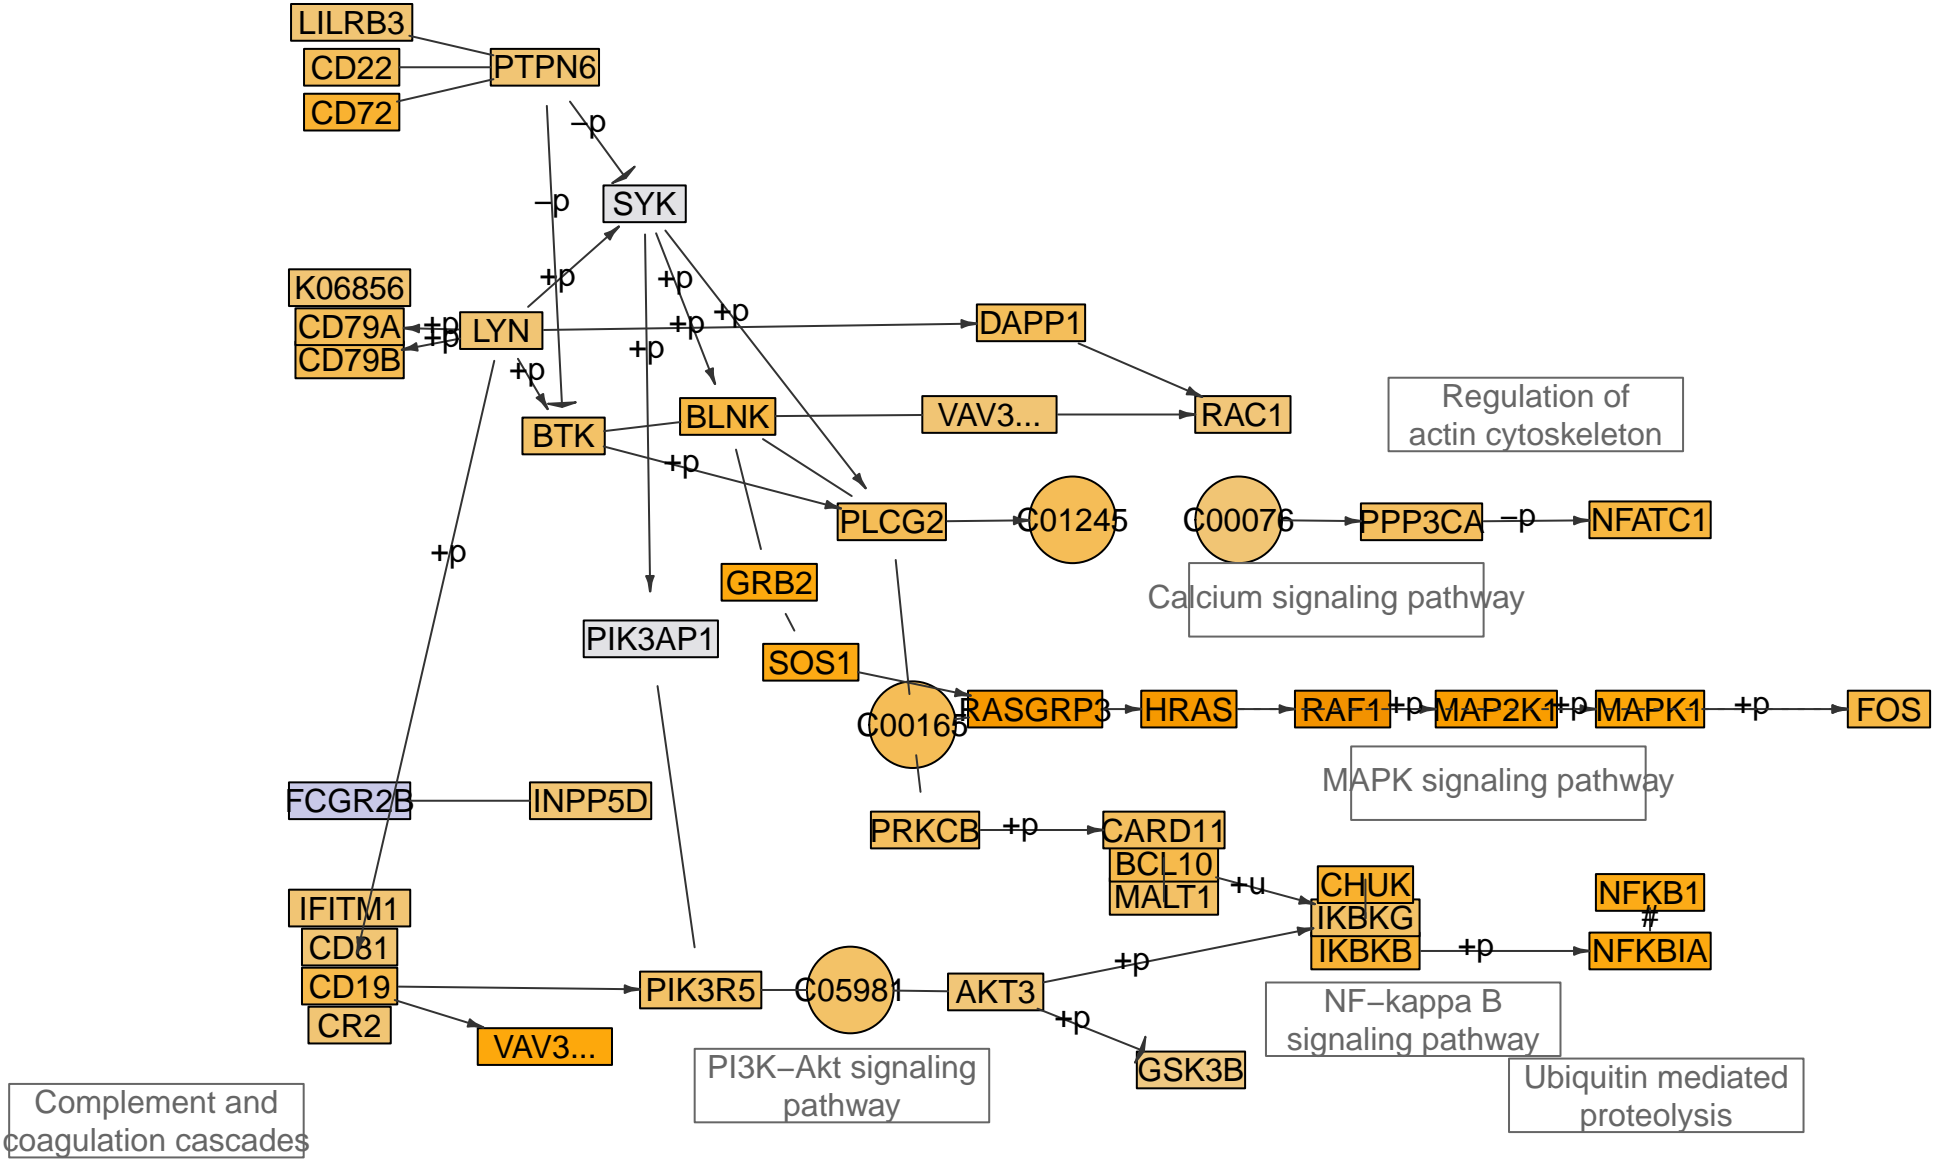 LILRB3
CD22
PTPN6
CD72
−p
SYK
−p
+p
+p
K06856
CD79A
+p
LYN
+p
+p
DAPP1
CD79B
+p
+p
+p
BTK
BLNK
VAV3...
RAC1
Regulation of
actin cytoskeleton
+p
PLCG2
C01245
C00076
PPP3CA
−p
NFATC1
+p
GRB2
Calcium signaling pathway
PIK3AP1
SOS1
C00165
RASGRP3
HRAS
RAF1
+p
MAP2K1
+p
MAPK1
+p
FOS
MAPK signaling pathway
FCGR2B
INPP5D
PRKCB
+p
CARD11
BCL10
MALT1
+u
CHUK
IKBKG
IKBKB
+p
NFKB1
#
NFKBIA
IFITM1
CD81
CD19
CR2
PIK3R5
C05981
AKT3
+p
+p
VAV3...
GSK3B
NF−kappa B
signaling pathway
PI3K−Akt signaling
pathway
Ubiquitin mediated
proteolysis
Complement and
coagulation cascades